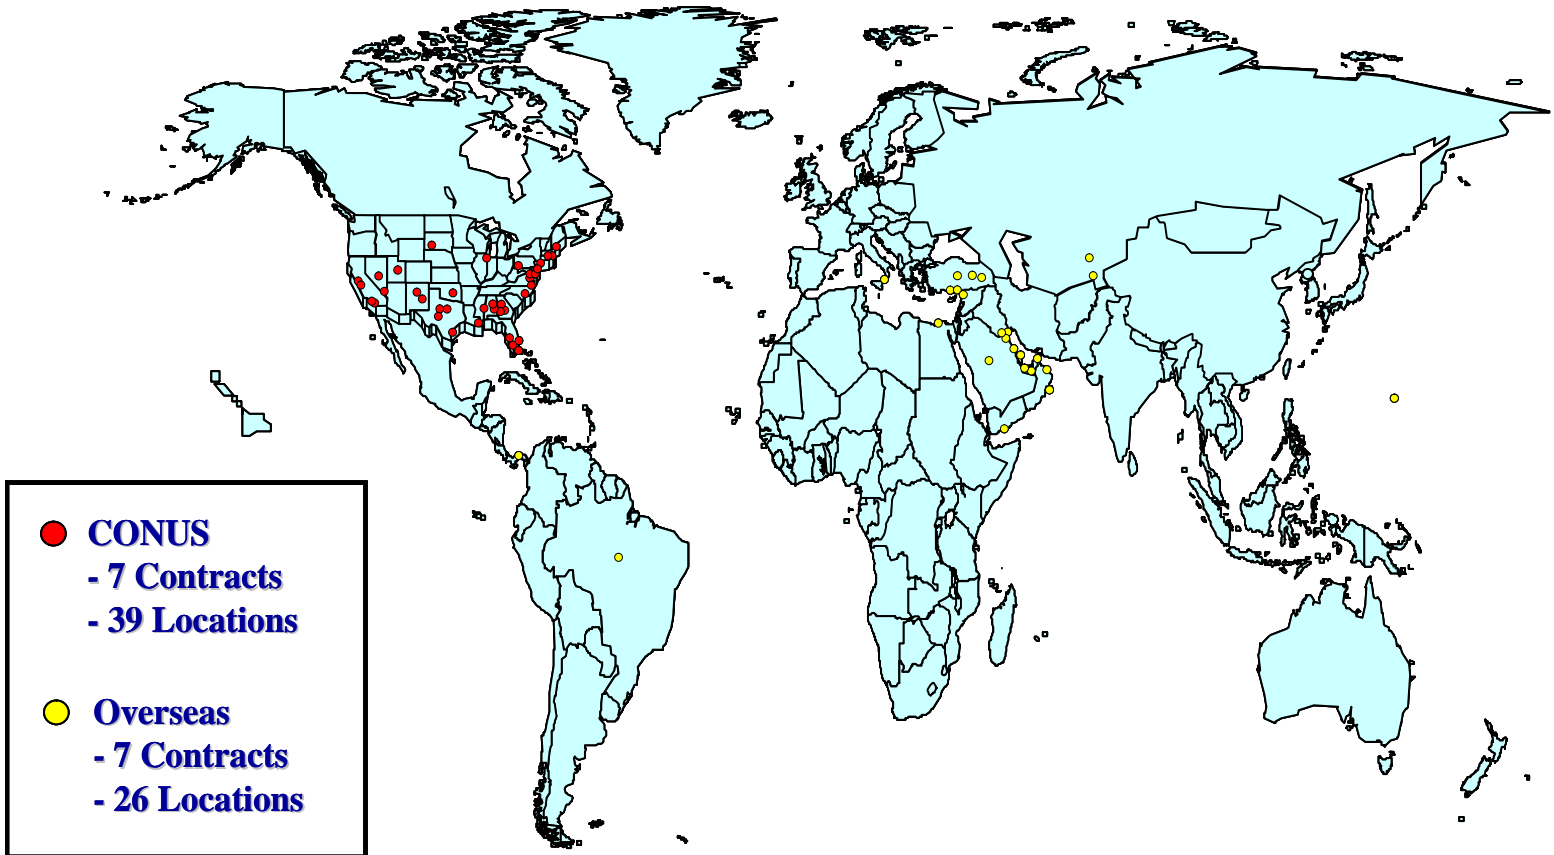 CONUS
- 7 Contracts
- 39 Locations
Overseas
- 7 Contracts
- 26 Locations